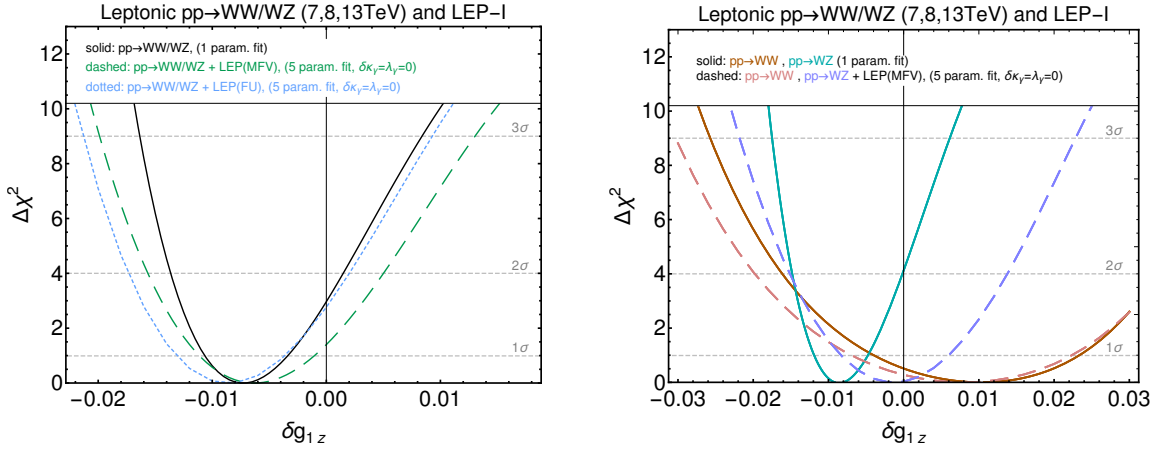 Leptonic pp→WW/WZ (7,8,13TeV) and LEP−I
solid: pp→WW/WZ, (1 param. fit)
dashed: pp→WW/WZ + LEP(MFV), (5 param. fit, δκγ=λγ=0)
dotted: pp→WW/WZ + LEP(FU), (5 param. fit, δκγ=λγ=0)
12
10
8
6
4
2
0
3σ
2σ
1σ
Δχ²
−0.02
−0.01
0.00
0.01
δg1z
Leptonic pp→WW/WZ (7,8,13TeV) and LEP−I
solid: pp→WW , pp→WZ (1 param. fit)
dashed: pp→WW , pp→WZ + LEP(MFV), (5 param. fit, δκγ=λγ=0)
12
10
8
6
4
2
0
3σ
2σ
1σ
Δχ²
−0.03
−0.02
−0.01
0.00
0.01
0.02
0.03
δg1z